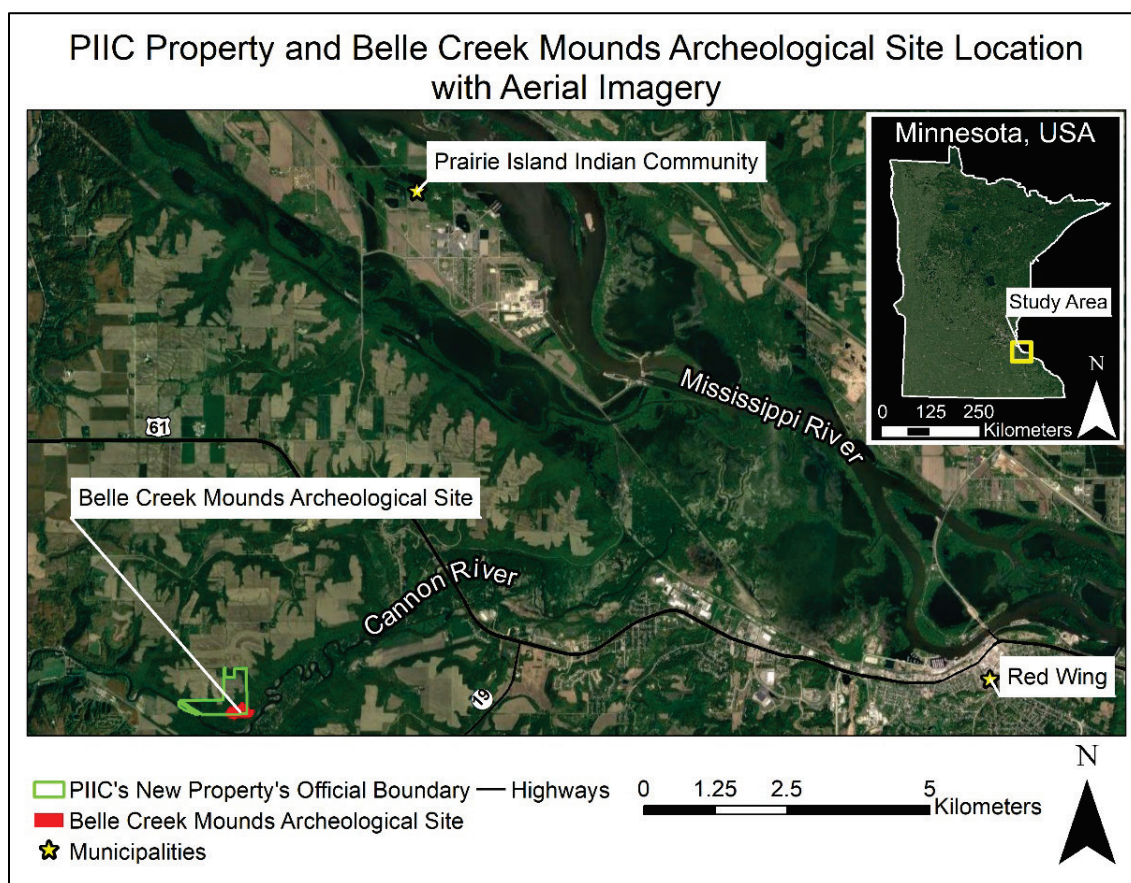 PIIC Property and Belle Creek Mounds Archeological Site Location
with Aerial Imagery
Prairie Island Indian Community
Minnesota, USA
Study Area
N
0 125 250
Kilometers
Mississippi River
61
Belle Creek Mounds Archeological Site
Cannon River
19
Red Wing
PIIC's New Property's Official Boundary
Highways
Belle Creek Mounds Archeological Site
Municipalities
0 1.25 2.5 5
Kilometers
N